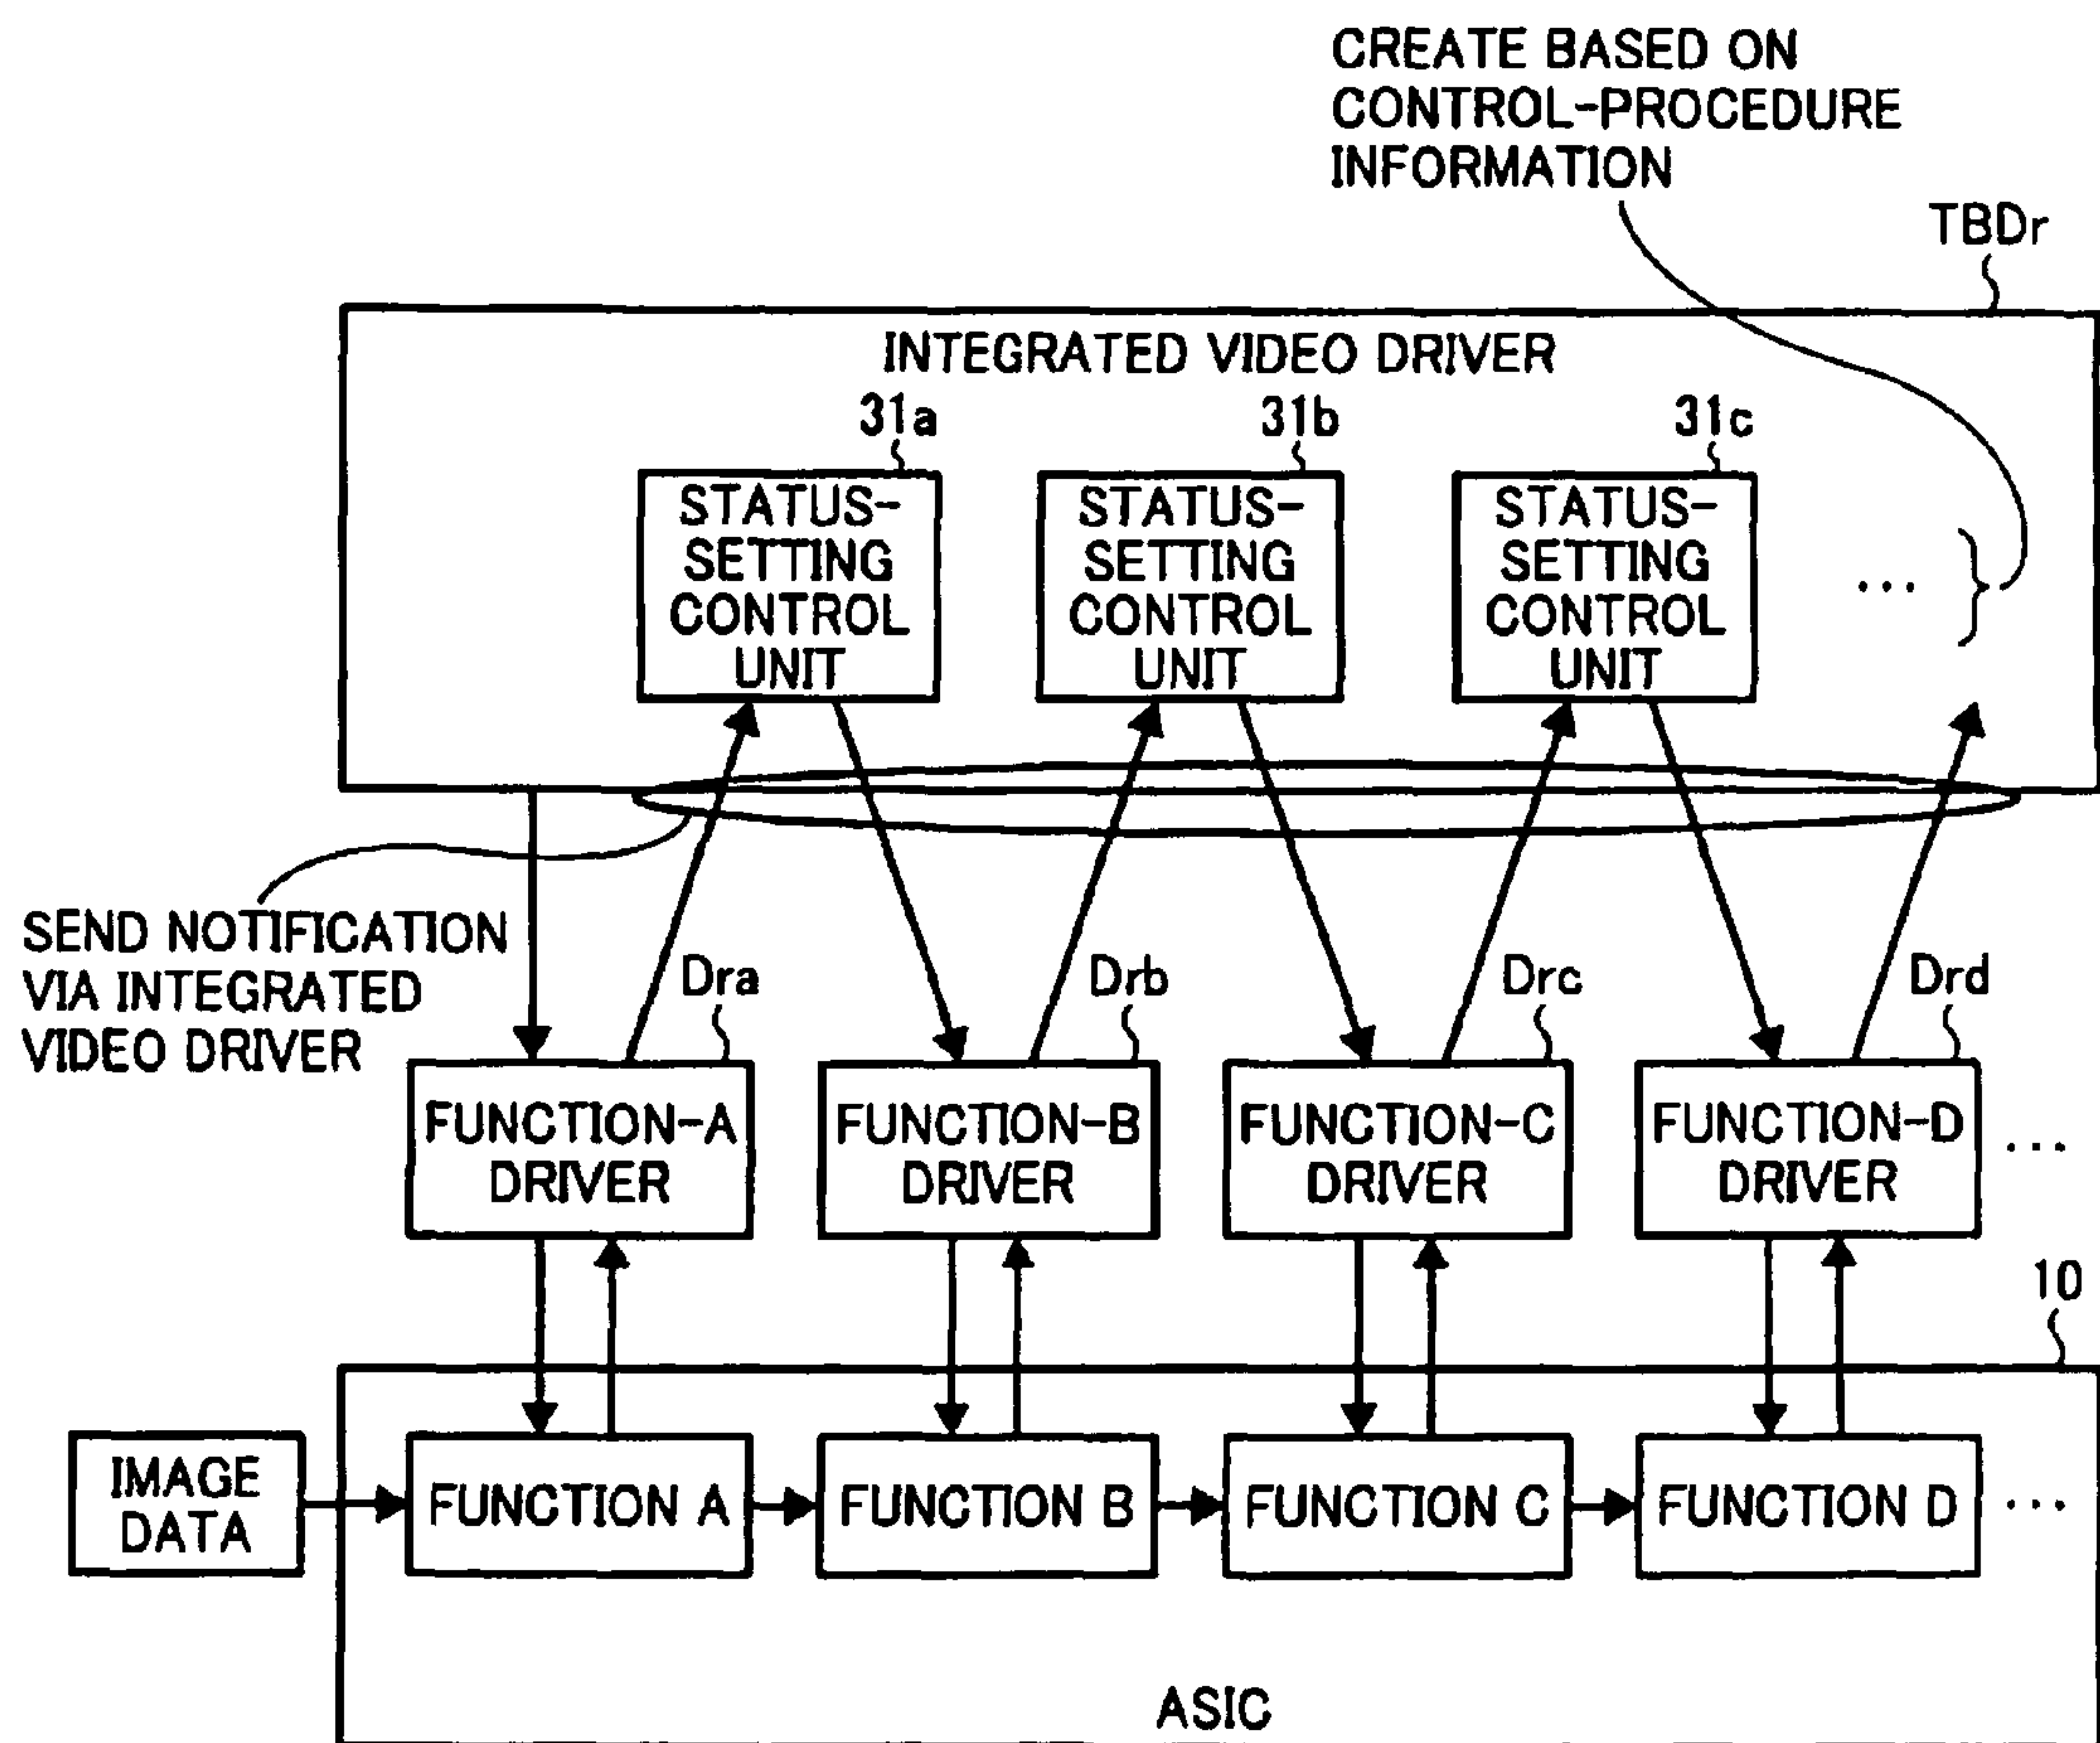 CREATE BASED ON
CONTROL-PROCEDURE
INFORMATION
TBDr
INTEGRATED VIDEO DRIVER
31a
31b
31c
STATUS-
SETTING
CONTROL
UNIT
STATUS-
SETTING
CONTROL
UNIT
STATUS-
SETTING
CONTROL
UNIT
...
SEND NOTIFICATION
VIA INTEGRATED
VIDEO DRIVER
Dra
Drb
Drc
Drd
FUNCTION-A
DRIVER
FUNCTION-B
DRIVER
FUNCTION-C
DRIVER
FUNCTION-D
DRIVER
...
10
IMAGE
DATA
FUNCTION A
FUNCTION B
FUNCTION C
FUNCTION D
...
ASIC